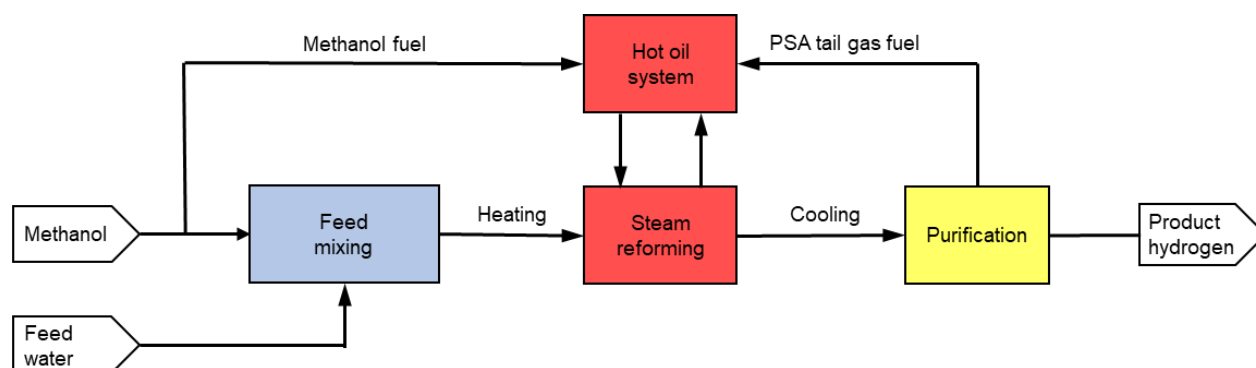 Methanol fuel
Hot oil
system
PSA tail gas fuel
Methanol
Feed
mixing
Heating
Steam
reforming
Cooling
Purification
Product
hydrogen
Feed
water